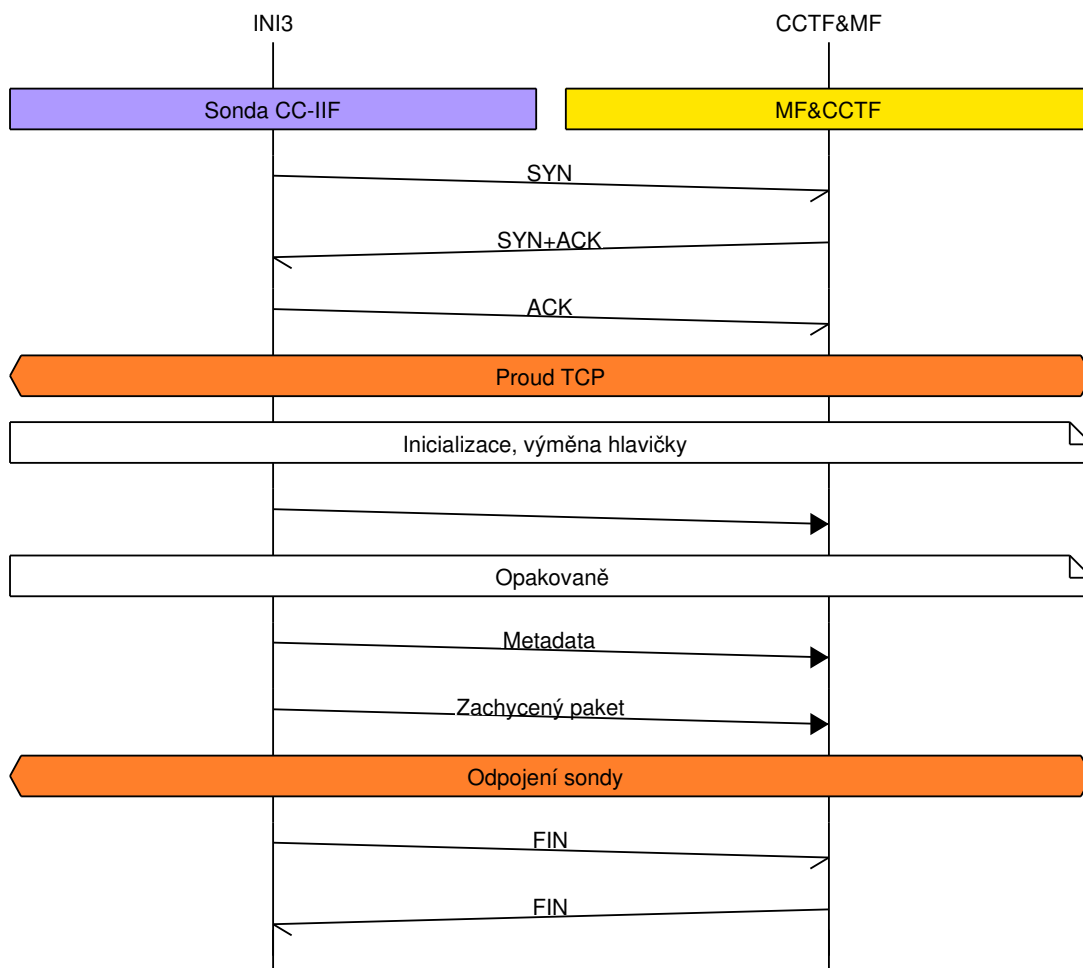 INI3
CCTF&MF
Sonda CC-IIF
MF&CCTF
SYN
SYN+ACK
ACK
Proud TCP
Inicializace, výměna hlavičky
Opakovaně
Metadata
Zachycený paket
Odpojení sondy
FIN
FIN